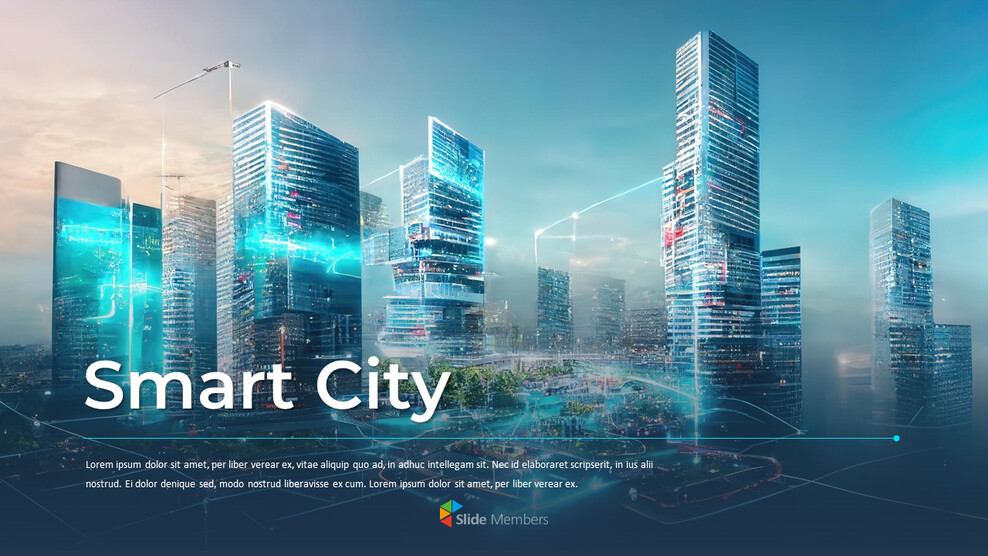 Smart City
Lorem ipsum dolor sit amet, per liber verear ex, vitae aliquip quo ad, in adhuc intellegam sit. Nec id elaboraret scripserit, in ius alii
nostrud. Ei dolor denique sed, modo nostrud liberavisse ex cum. Lorem ipsum dolor sit amet, per liber verear ex.
Slide Members